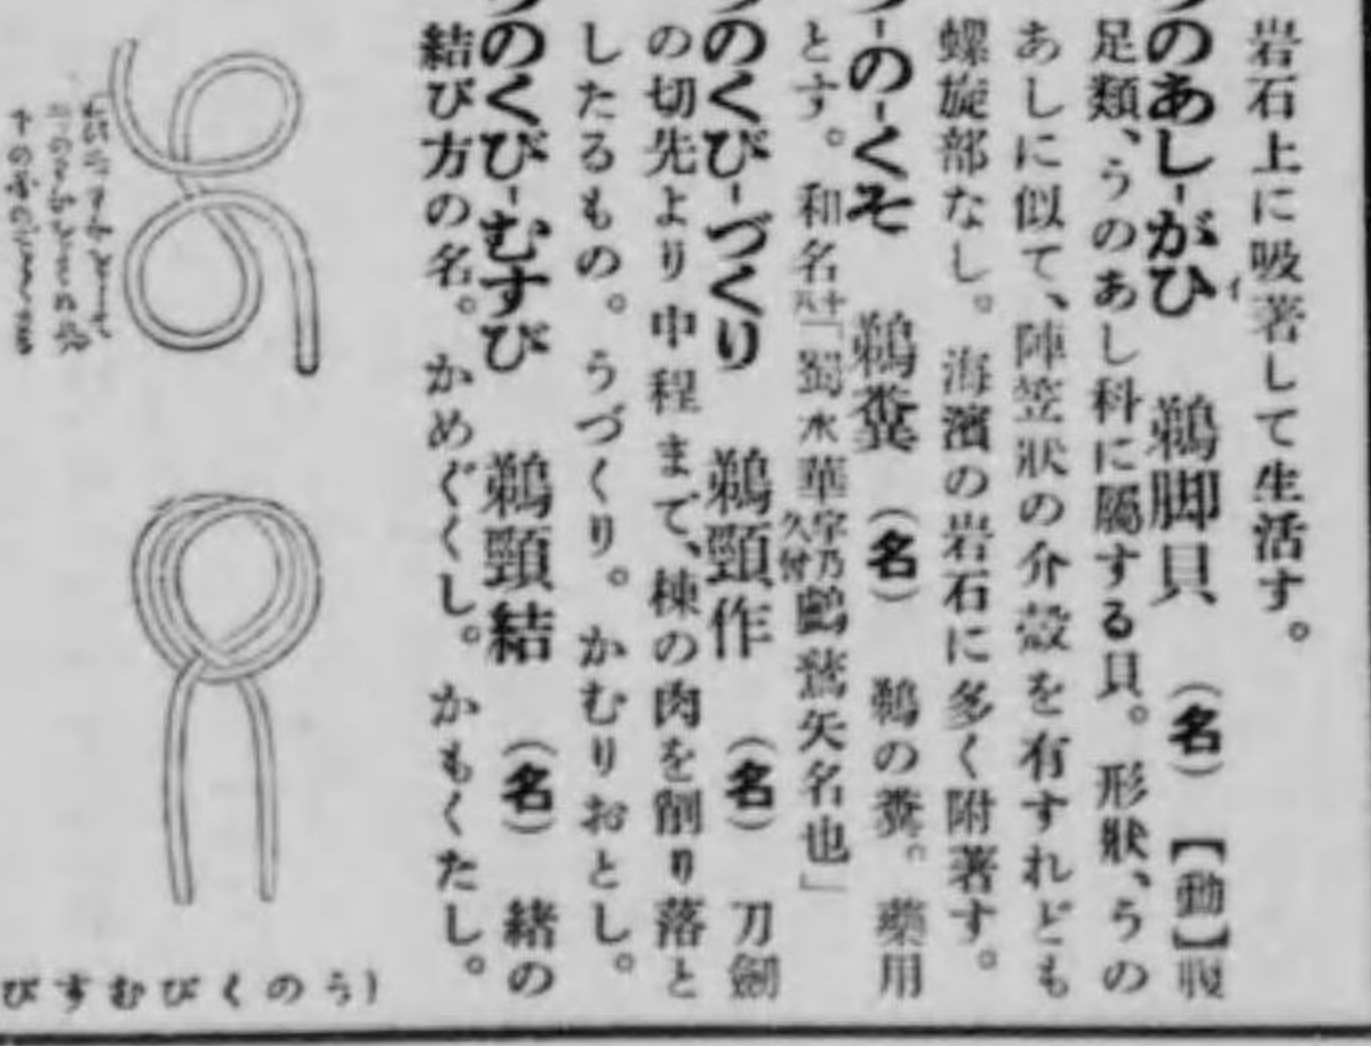 岩石上に吸著して生活す。
うのあし-がひ 鵜脚貝 (名) 【動】腹
足類、うのあし科に屬する貝。形狀、うの
あしに似て、陣笠狀の介殼を有すれども
螺旋部なし。海濱の岩石に多く附著す。
う-の-くそ 鵜糞 (名) 鵜の糞。藥用
とす。和名十八「蜀水華宇乃久曾鸕鷀矢名也」
うのくび-づくり 鵜頸作 (名) 刀劍
の切先より中程まで、棟の肉を削り落と
したるもの。うづくり。かむりおとし。
うのくび-むすび 鵜頸結 (名) 緖の
結び方の名。かめぐくし。かもくたし。
(うのくびむすび